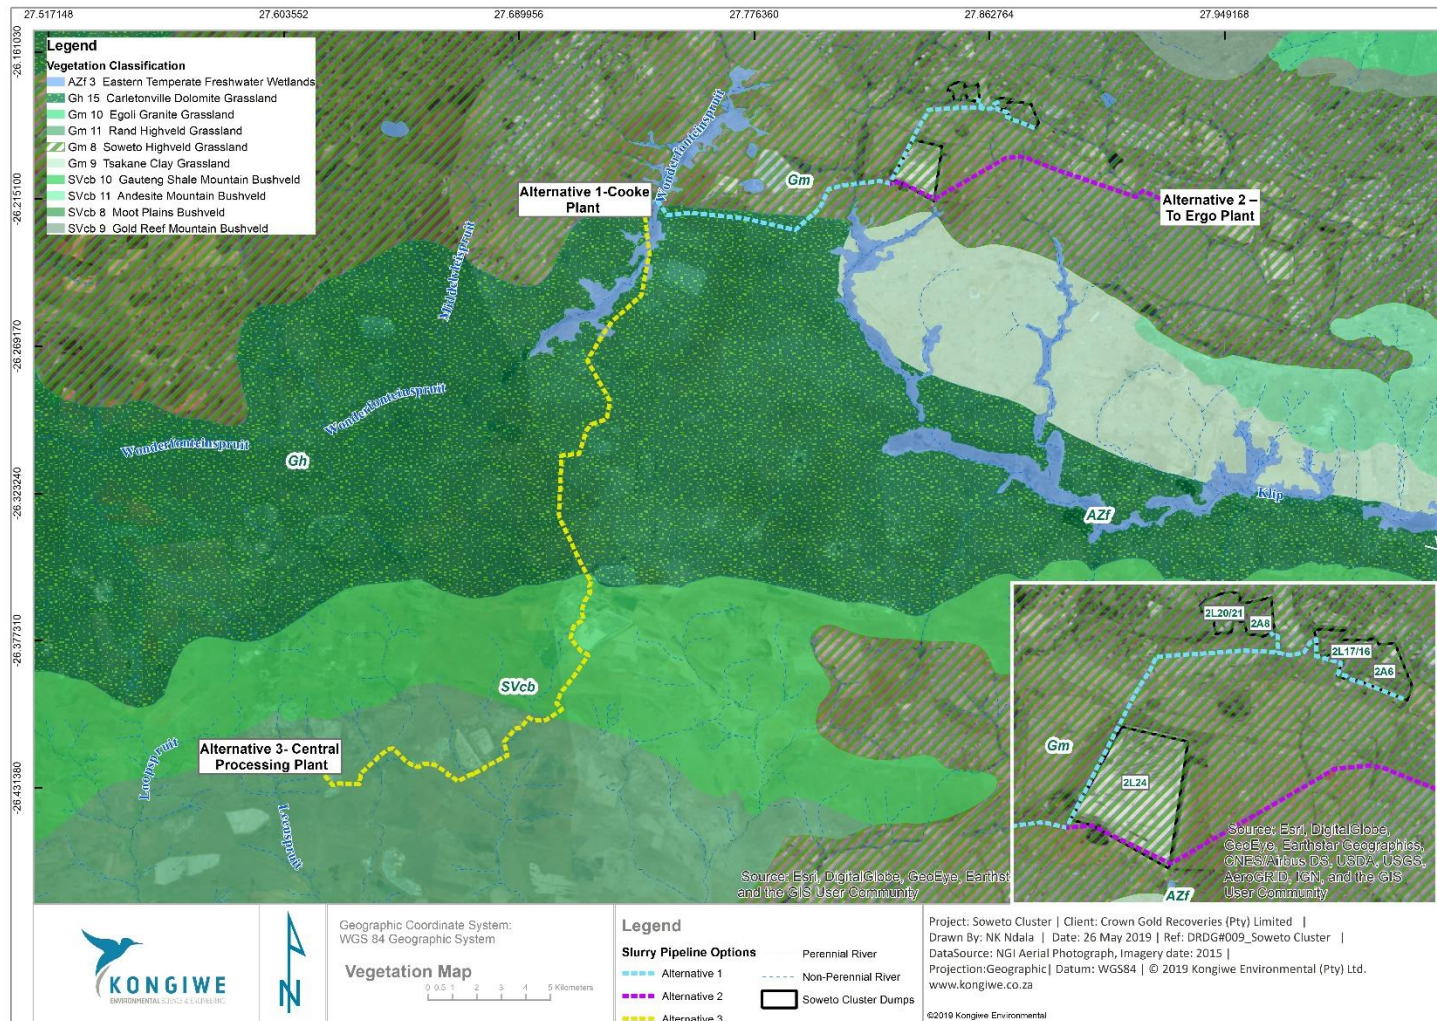 27.517148
27.603552
27.689956
27.776360
27.862764
27.949168
-26.161030
-26.215100
-26.269170
-26.323240
-26.377310
-26.431380
Legend
Vegetation Classification
AZf 3 Eastern Temperate Freshwater Wetlands
Gh 15 Carletonville Dolomite Grassland
Gm 10 Egoli Granite Grassland
Gm 11 Rand Highveld Grassland
Gm 8 Soweto Highveld Grassland
Gm 9 Tsakane Clay Grassland
SVcb 10 Gauteng Shale Mountain Bushveld
SVcb 11 Andesite Mountain Bushveld
SVcb 8 Moot Plains Bushveld
SVcb 9 Gold Reef Mountain Bushveld
Wonderfonteinspruit
Gm
Alternative 1-Cooke
Plant
Alternative 2 –
To Ergo Plant
Middelvleispruit
Wonderfonteinspruit
Wonderfonteinspruit
Gh
Klip
AZf
SVcb
Alternative 3- Central
Processing Plant
Loopspruit
Leeuspruit
2L20/21
2A8
2L17/16
2A6
Gm
2L24
AZf
Source: Esri, DigitalGlobe,
GeoEye, Earthstar Geographics,
CNES/Airbus DS, USDA, USGS,
AeroGRID, IGN, and the GIS
User Community
Source: Esri, DigitalGlobe, GeoEye, Earthst
and the GIS User Community
KONGIWE
ENVIRONMENTAL SCIENCE & ENGINEERING
N
Geographic Coordinate System:
WGS 84 Geographic System
Vegetation Map
0 0.5 1 2 3 4 5 Kilometers
Legend
Slurry Pipeline Options
Alternative 1
Alternative 2
Alternative 3
Perennial River
Non-Perennial River
Soweto Cluster Dumps
Project: Soweto Cluster | Client: Crown Gold Recoveries (Pty) Limited |
Drawn By: NK Ndala | Date: 26 May 2019 | Ref: DRDG#009_Soweto Cluster |
DataSource: NGI Aerial Photograph, Imagery date: 2015 |
Projection:Geographic| Datum: WGS84 | © 2019 Kongiwe Environmental (Pty) Ltd.
www.kongiwe.co.za
©2019 Kongiwe Environmental